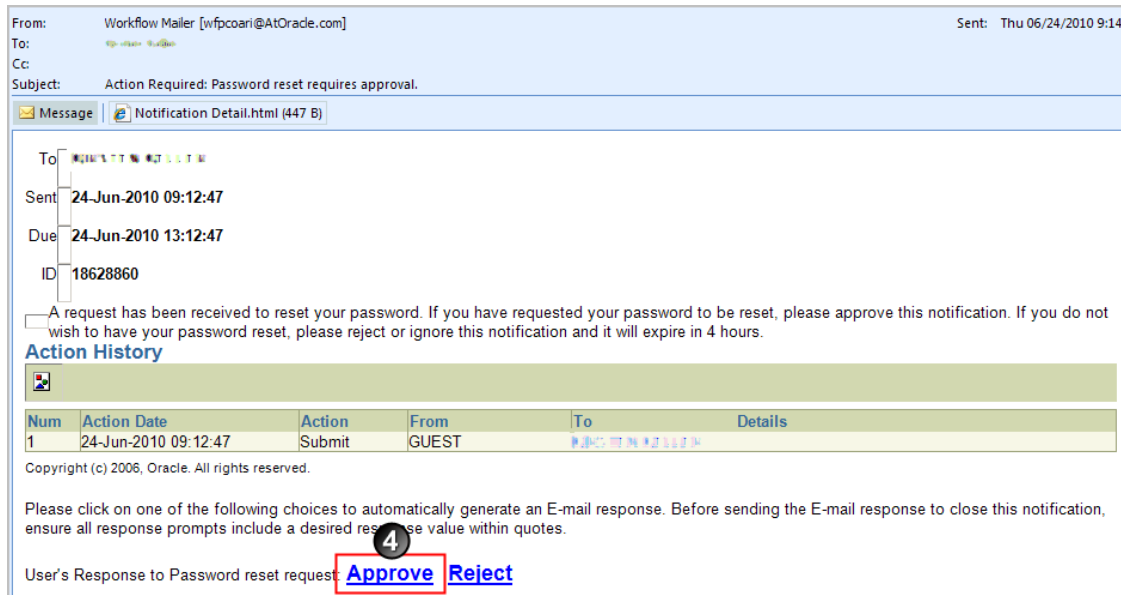 From: Workflow Mailer [wfpcoari@AtOracle.com] Sent: Thu 06/24/2010 9:14
To:
Cc:
Subject: Action Required: Password reset requires approval.
Message Notification Detail.html (447 B)
To
Sent 24-Jun-2010 09:12:47
Due 24-Jun-2010 13:12:47
ID 18628860
A request has been received to reset your password. If you have requested your password to be reset, please approve this notification. If you do not
wish to have your password reset, please reject or ignore this notification and it will expire in 4 hours.
Action History
Num Action Date Action From To Details
1 24-Jun-2010 09:12:47 Submit GUEST
Copyright (c) 2006, Oracle. All rights reserved.
Please click on one of the following choices to automatically generate an E-mail response. Before sending the E-mail response to close this notification,
ensure all response prompts include a desired value within quotes.
4
User's Response to Password reset request: Approve Reject